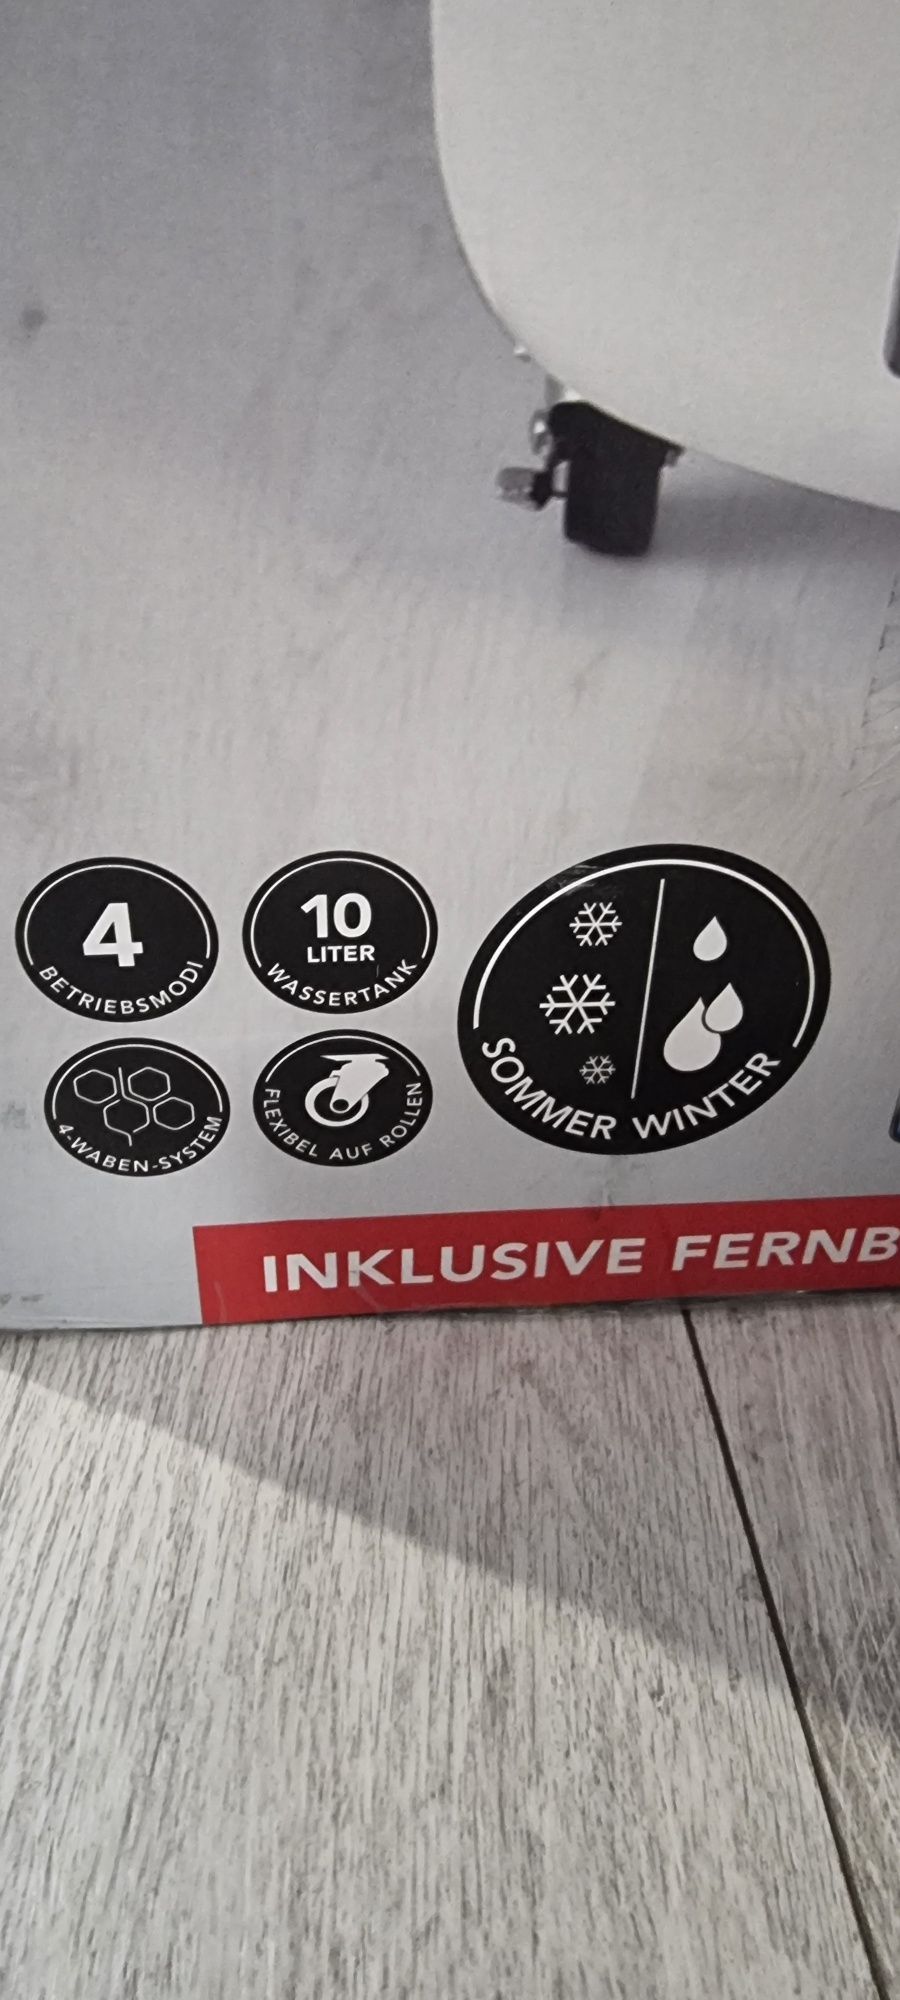 4
BETRIEBSMODI
10
LITER
WASSERTANK
4-WABEN-SYSTEM
FLEXIBEL AUF ROLLEN
SOMMER WINTER
INKLUSIVE FERNB